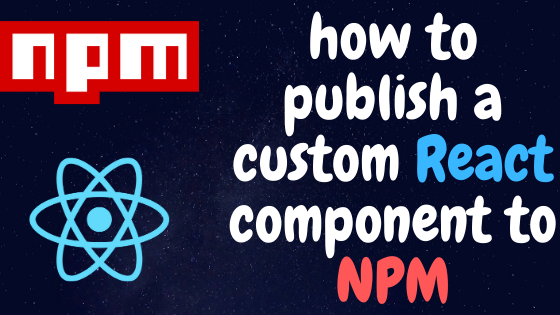 npm
how to
publish a
custom React
component to
NPM